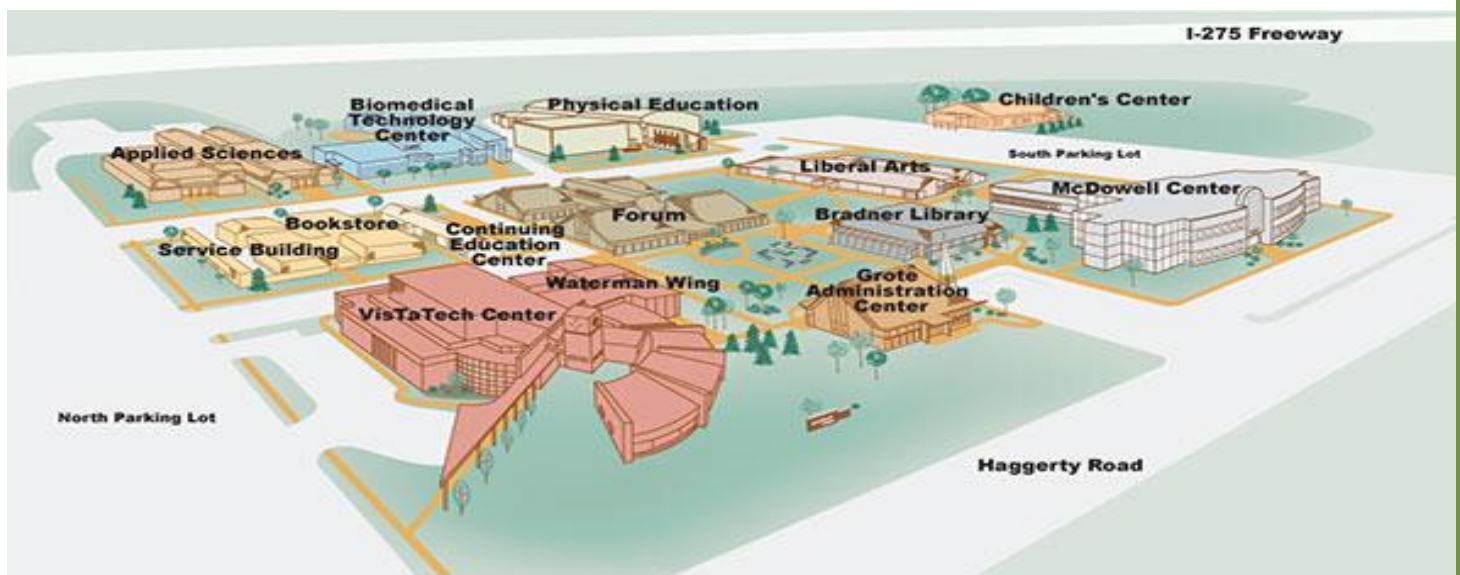 I-275 Freeway
Biomedical
Technology
Center
Physical Education
Children's Center
Applied Sciences
Liberal Arts
South Parking Lot
McDowell Center
Bookstore
Continuing
Education
Center
Forum
Bradner Library
Service Building
Waterman Wing
Grote
Administration
Center
VisTaTech Center
North Parking Lot
Haggerty Road